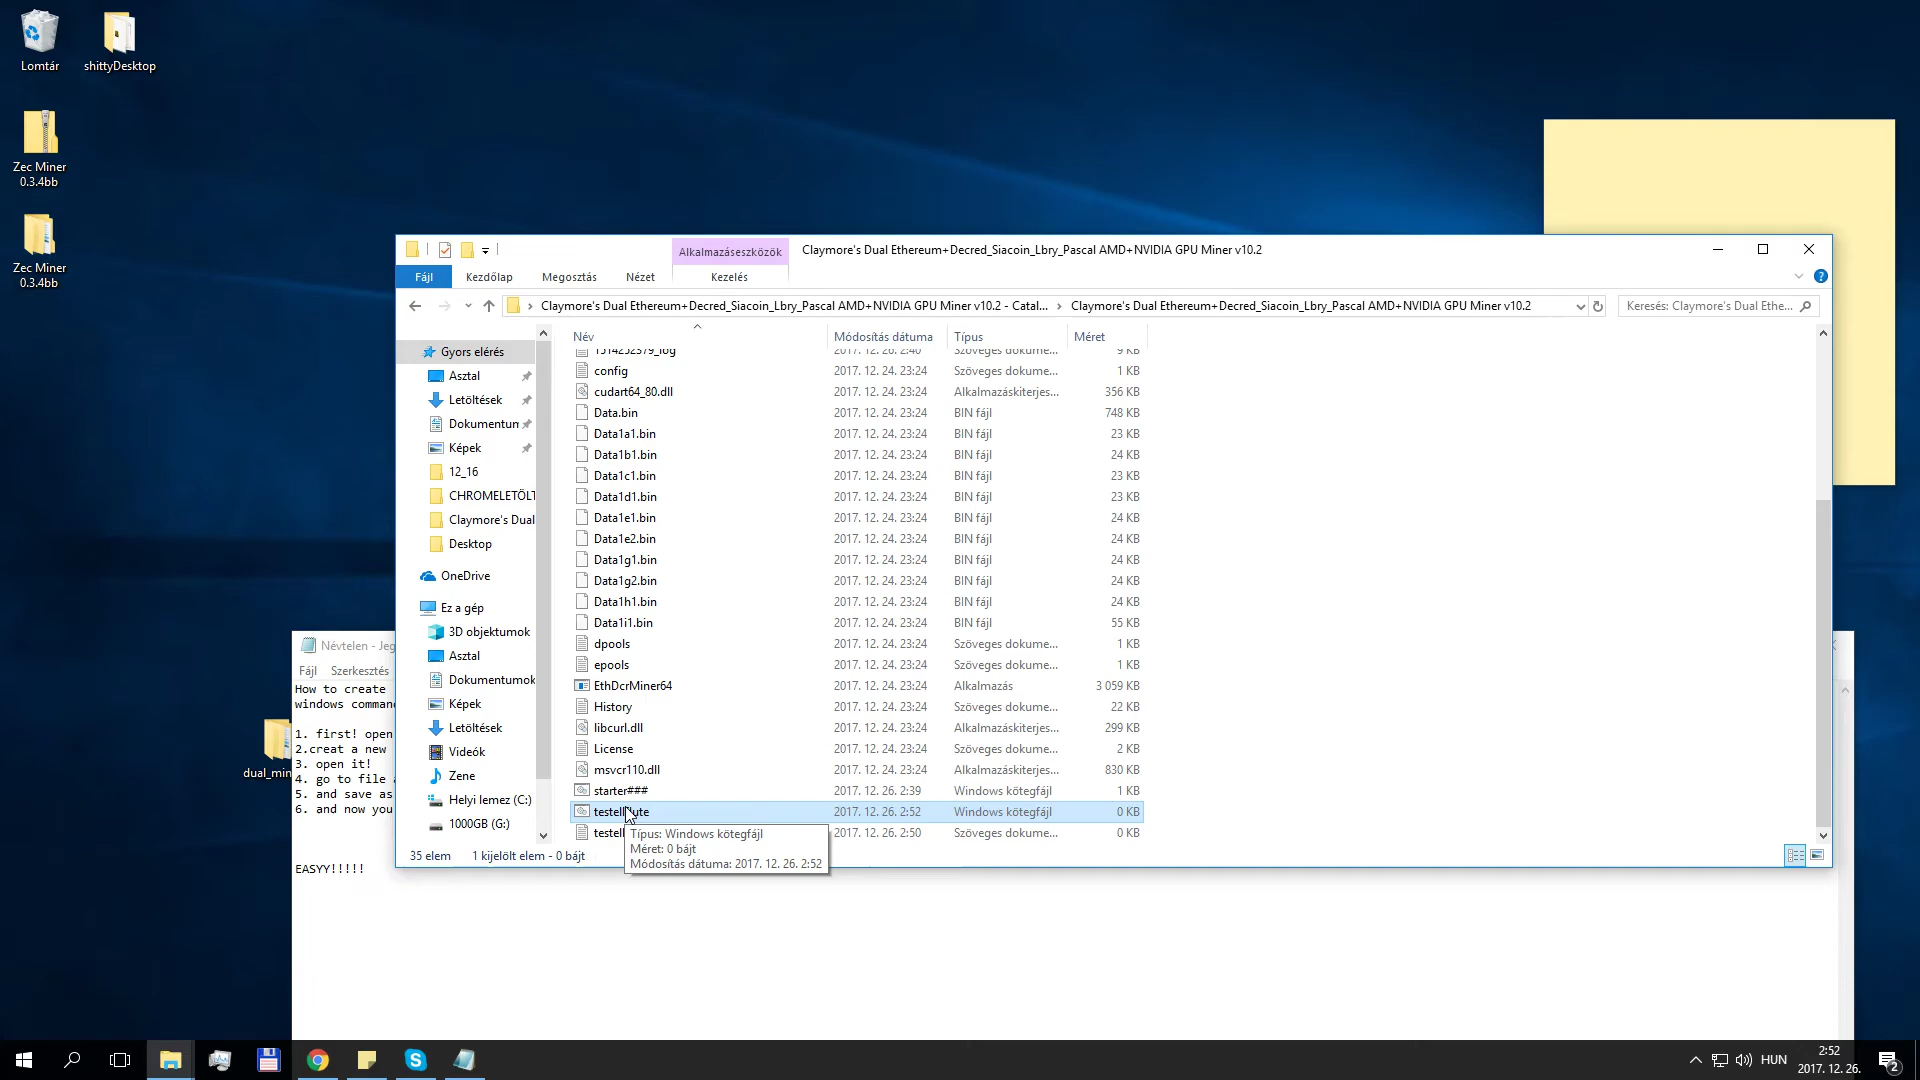 Lomtár
shittyDesktop
Zec Miner
0.3.4bb
Zec Miner
0.3.4bb
Alkalmazáseszközök
Claymore's Dual Ethereum+Decred_Siacoin_Lbry_Pascal AMD+NVIDIA GPU Miner v10.2
Fájl Kezdőlap Megosztás Nézet Kezelés
Claymore's Dual Ethereum+Decred_Siacoin_Lbry_Pascal AMD+NVIDIA GPU Miner v10.2 - Catal... Claymore's Dual Ethereum+Decred_Siacoin_Lbry_Pascal AMD+NVIDIA GPU Miner v10.2
Keresés: Claymore's Dual Ethe...
Gyors elérés
Asztal
Letöltések
Dokumentum
Képek
12_16
CHROMELETÖLT
Claymore's Dual
Desktop
OneDrive
Ez a gép
3D objektumok
Asztal
Dokumentumok
Képek
Letöltések
Videók
Zene
Helyi lemez (C:)
1000GB (G:)
Név Módosítás dátuma Típus Méret
1514252379_log 2017. 12. 26. 2:40 Szöveges dokume... 9 KB
config 2017. 12. 24. 23:24 Szöveges dokume... 1 KB
cudart64_80.dll 2017. 12. 24. 23:24 Alkalmazáskiterjes... 356 KB
Data.bin 2017. 12. 24. 23:24 BIN fájl 748 KB
Data1a1.bin 2017. 12. 24. 23:24 BIN fájl 23 KB
Data1b1.bin 2017. 12. 24. 23:24 BIN fájl 24 KB
Data1c1.bin 2017. 12. 24. 23:24 BIN fájl 23 KB
Data1d1.bin 2017. 12. 24. 23:24 BIN fájl 23 KB
Data1e1.bin 2017. 12. 24. 23:24 BIN fájl 24 KB
Data1e2.bin 2017. 12. 24. 23:24 BIN fájl 24 KB
Data1g1.bin 2017. 12. 24. 23:24 BIN fájl 24 KB
Data1g2.bin 2017. 12. 24. 23:24 BIN fájl 24 KB
Data1h1.bin 2017. 12. 24. 23:24 BIN fájl 24 KB
Data1i1.bin 2017. 12. 24. 23:24 BIN fájl 55 KB
dpools 2017. 12. 24. 23:24 Szöveges dokume... 1 KB
epools 2017. 12. 24. 23:24 Szöveges dokume... 1 KB
EthDcrMiner64 2017. 12. 24. 23:24 Alkalmazás 3 059 KB
History 2017. 12. 24. 23:24 Szöveges dokume... 22 KB
libcurl.dll 2017. 12. 24. 23:24 Alkalmazáskiterjes... 299 KB
License 2017. 12. 24. 23:24 Szöveges dokume... 2 KB
msvcr110.dll 2017. 12. 24. 23:24 Alkalmazáskiterjes... 830 KB
starter### 2017. 12. 26. 2:39 Windows kötegfájl 1 KB
2017. 12. 26. 2:52 Windows kötegfájl 0 KB
2017. 12. 26. 2:50 Szöveges dokume... 0 KB
Típus: Windows kötegfájl
Méret: 0 bájt
Módosítás dátuma: 2017. 12. 26. 2:52
35 elem 1 kijelölt elem - 0 bájt
Névtelen - Jeg
Fájl Szerkesztés
How to create
windows comman
1. first! open
2.creat a new
3. open it!
4. go to file
5. and save as
6. and now you
EASYY!!!!!
dual_min
HUN
2:52
2017. 12. 26.
2